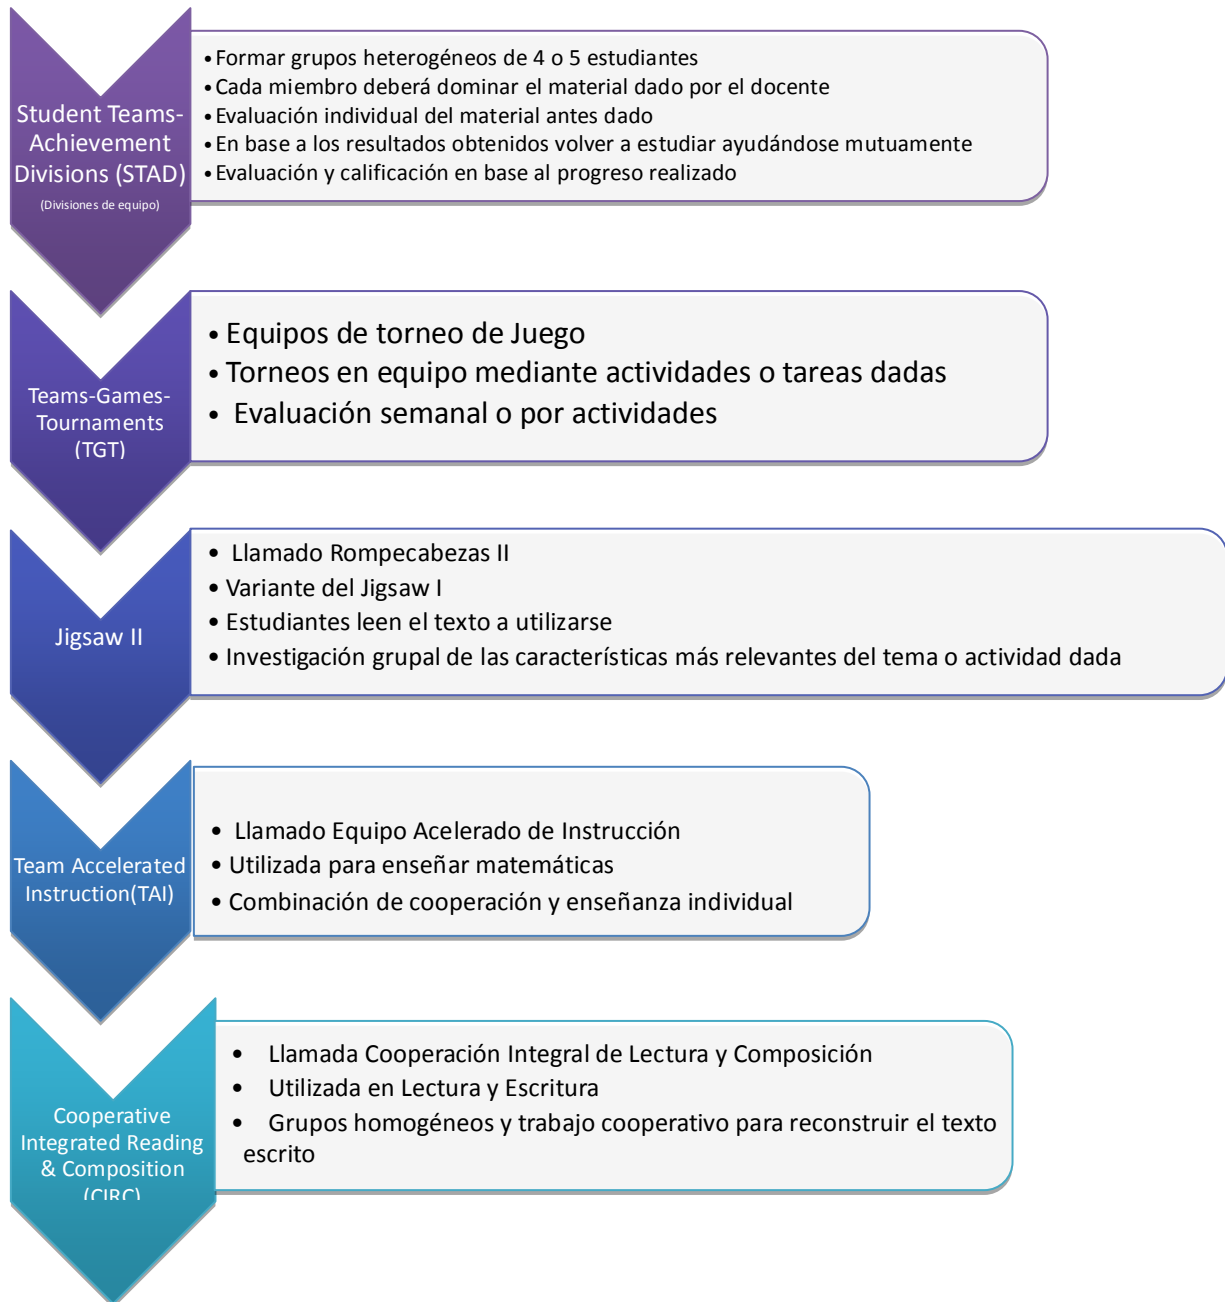 Student Teams-
Achievement
Divisions (STAD)
(Divisiones de equipo)
• Formar grupos heterogéneos de 4 o 5 estudiantes
• Cada miembro deberá dominar el material dado por el docente
• Evaluación individual del material antes dado
• En base a los resultados obtenidos volver a estudiar ayudándose mutuamente
• Evaluación y calificación en base al progreso realizado
Teams-Games-
Tournaments
(TGT)
• Equipos de torneo de Juego
• Torneos en equipo mediante actividades o tareas dadas
• Evaluación semanal o por actividades
Jigsaw II
• Llamado Rompecabezas II
• Variante del Jigsaw I
• Estudiantes leen el texto a utilizarse
• Investigación grupal de las características más relevantes del tema o actividad dada
Team Accelerated
Instruction(TAI)
• Llamado Equipo Acelerado de Instrucción
• Utilizada para enseñar matemáticas
• Combinación de cooperación y enseñanza individual
Cooperative
Integrated Reading
& Composition
(CIRC)
• Llamada Cooperación Integral de Lectura y Composición
• Utilizada en Lectura y Escritura
• Grupos homogéneos y trabajo cooperativo para reconstruir el texto
escrito